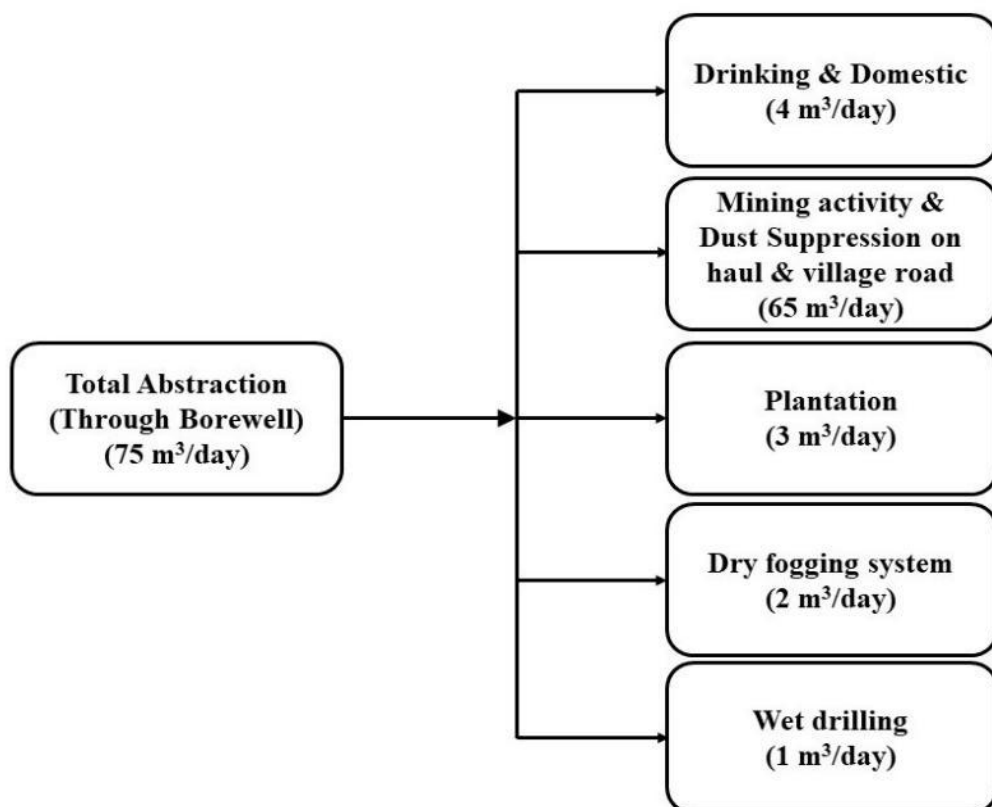 Drinking & Domestic
(4 m³/day)
Mining activity &
Dust Suppression on
haul & village road
(65 m³/day)
Total Abstraction
(Through Borewell)
(75 m³/day)
Plantation
(3 m³/day)
Dry fogging system
(2 m³/day)
Wet drilling
(1 m³/day)